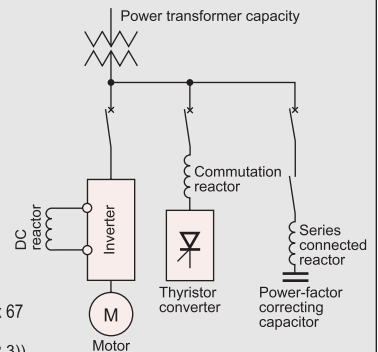 Power transformer capacity
Commutation
reactor
DC
reactor
Inverter
Series
connected
reactor
Thyristor
converter
Power-factor
correcting
capacitor
M
Motor
67
3))